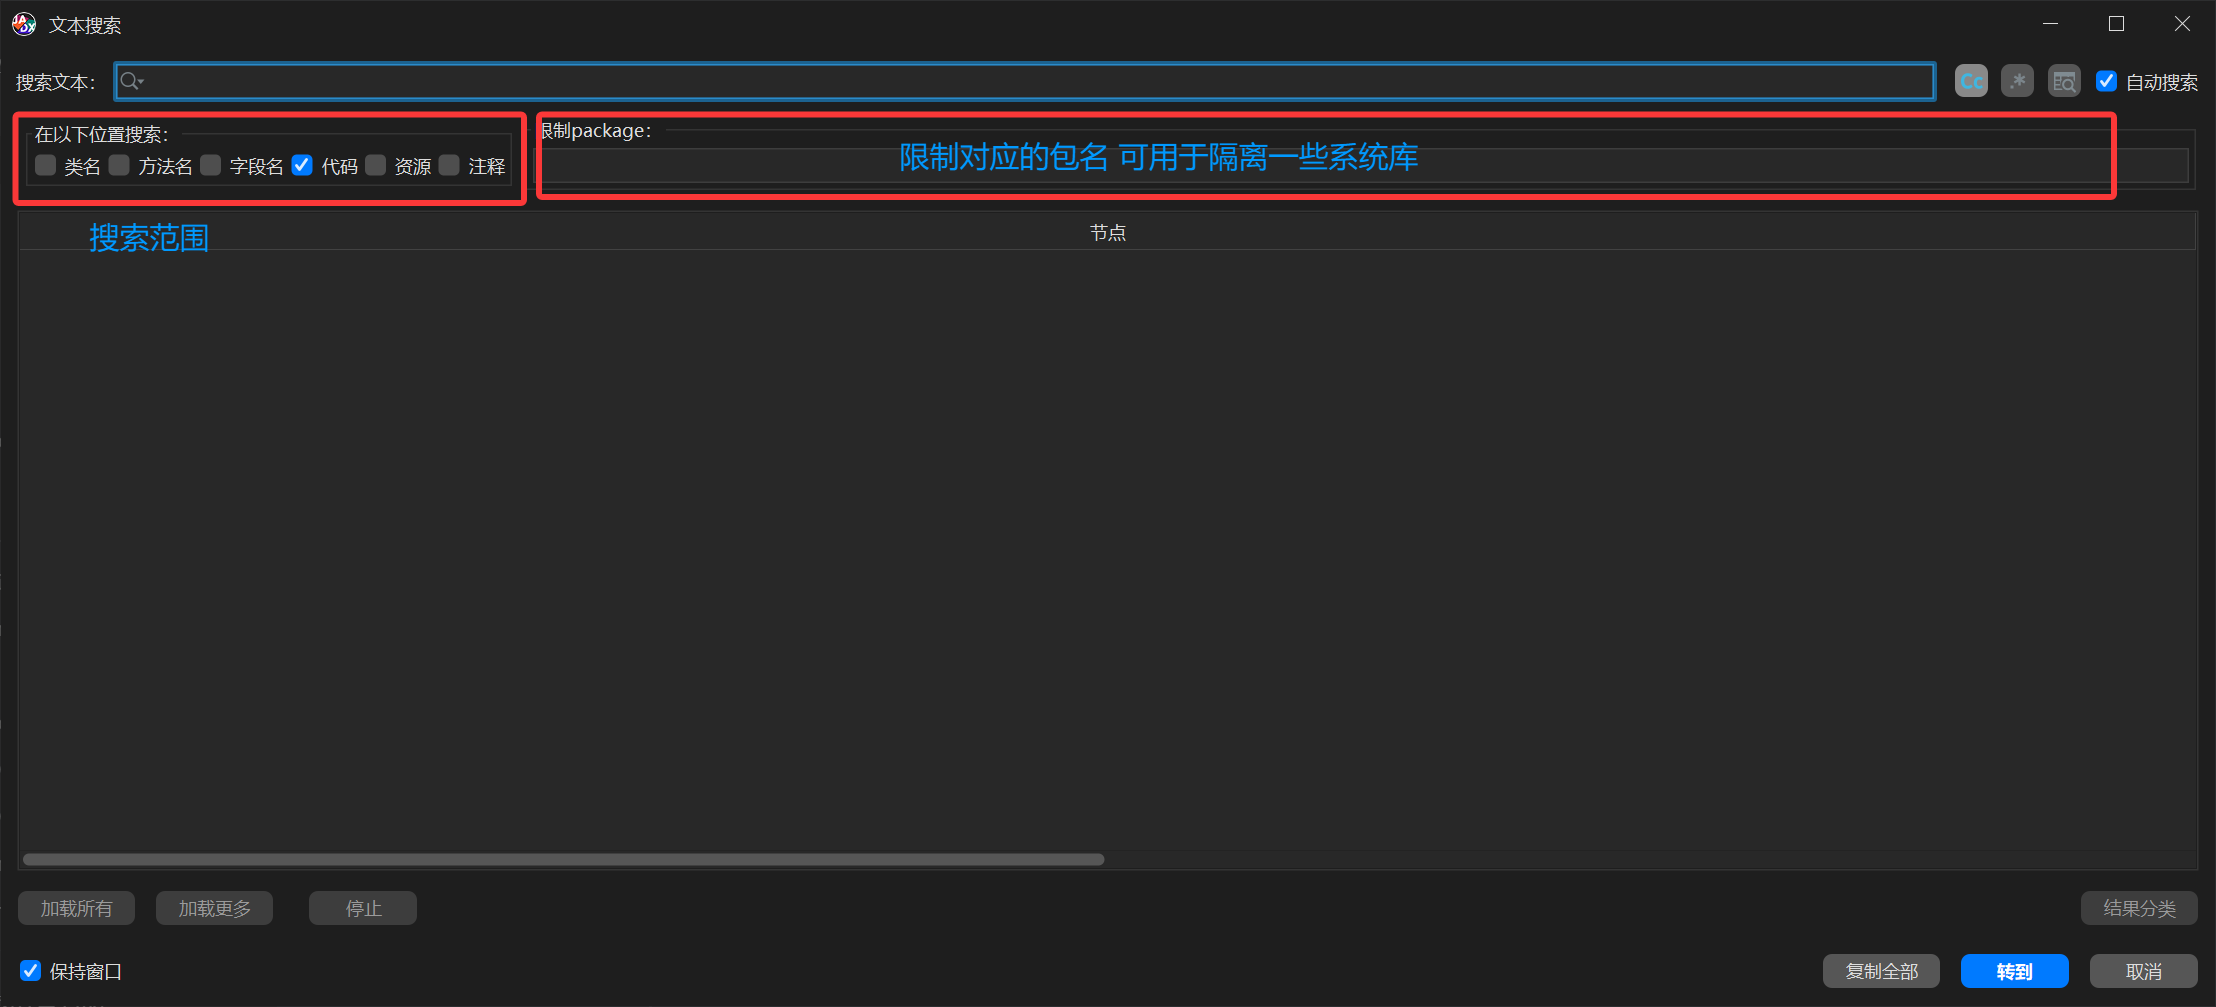 文本搜索
搜索文本：
Cc .* 自动搜索
在以下位置搜索：
类名 方法名 字段名 代码 资源 注释
限制package：
限制对应的包名 可用于隔离一些系统库
搜索范围
节点
加载所有 加载更多 停止 结果分类
保持窗口 复制全部 转到 取消